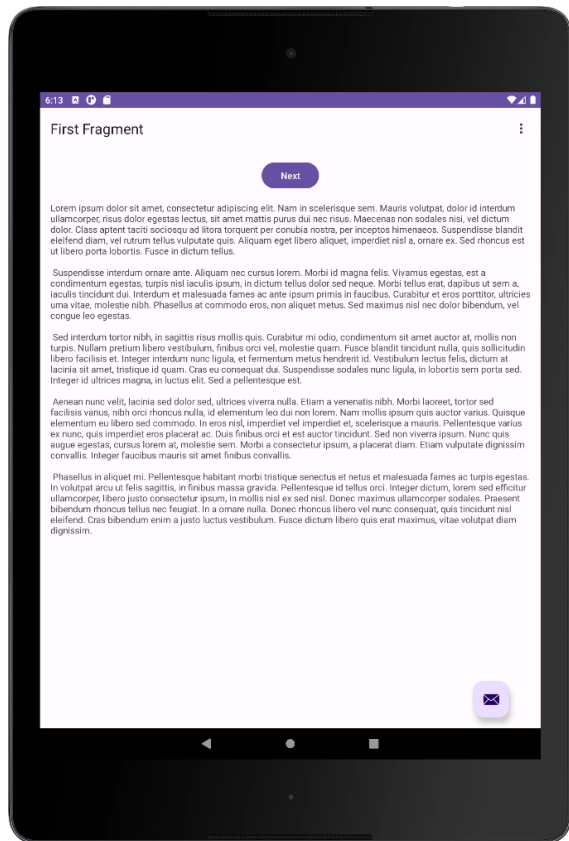 6:13
First Fragment
Next
Lorem ipsum dolor sit amet, consectetur adipiscing elit. Nam in scelerisque sem. Mauris volutpat, dolor id interdum
ullamcorper, risus dolor egestas lectus, sit amet mattis purus dui nec risus. Maecenas non sodales nisi, vel dictum
dolor. Class aptent taciti sociosqu ad litora torquent per conubia nostra, per inceptos himenaeos. Suspendisse blandit
eleifend diam, vel rutrum tellus vulputate quis. Aliquam eget libero aliquet, imperdiet nisl a, ornare ex. Sed rhoncus est
ut libero porta lobortis. Fusce in dictum tellus.
Suspendisse interdum ornare ante. Aliquam nec cursus lorem. Morbi id magna felis. Vivamus egestas, est a
condimentum egestas, turpis nisl iaculis ipsum, in dictum tellus dolor sed neque. Morbi tellus erat, dapibus ut sem a,
iaculis tincidunt dui. Interdum et malesuada fames ac ante ipsum primis in faucibus. Curabitur et eros porttitor, ultricies
urna vitae, molestie nibh. Phasellus at commodo eros, non aliquet metus. Sed maximus nisl nec dolor bibendum, vel
congue leo egestas.
Sed interdum tortor nibh, in sagittis risus mollis quis. Curabitur mi odio, condimentum sit amet auctor at, mollis non
turpis. Nullam pretium libero vestibulum, finibus orci vel, molestie quam. Fusce blandit tincidunt nulla, quis sollicitudin
libero facilisis et. Integer interdum nunc ligula, et fermentum metus hendrerit id. Vestibulum lectus felis, dictum at
lacinia sit amet, tristique id quam. Cras eu consequat dui. Suspendisse sodales nunc ligula, in lobortis sem porta sed.
Integer id ultrices magna, in luctus elit. Sed a pellentesque est.
Aenean nunc velit, lacinia sed dolor sed, ultrices viverra nulla. Etiam a venenatis nibh. Morbi laoreet, tortor sed
facilisis varius, nibh orci rhoncus nulla, id elementum leo dui non lorem. Nam mollis ipsum quis auctor varius. Quisque
elementum eu libero sed commodo. In eros nisl, imperdiet vel imperdiet et, scelerisque a mauris. Pellentesque varius
ex nunc, quis imperdiet eros placerat ac. Duis finibus orci et est auctor tincidunt. Sed non viverra ipsum. Nunc quis
augue egestas, cursus lorem at, molestie sem. Morbi a consectetur ipsum, a placerat diam. Etiam vulputate dignissim
convallis. Integer faucibus mauris sit amet finibus convallis.
Phasellus in aliquet mi. Pellentesque habitant morbi tristique senectus et netus et malesuada fames ac turpis egestas.
In volutpat arcu ut felis sagittis, in finibus massa gravida. Pellentesque id tellus orci. Integer dictum, lorem sed efficitur
ullamcorper, libero justo consectetur ipsum, in mollis nisl ex sed nisl. Donec maximus ullamcorper sodales. Praesent
bibendum rhoncus tellus nec feugiat. In a ornare nulla. Donec rhoncus libero vel nunc consequat, quis tincidunt nisl
eleifend. Cras bibendum enim a justo luctus vestibulum. Fusce dictum libero quis erat maximus, vitae volutpat diam
dignissim.